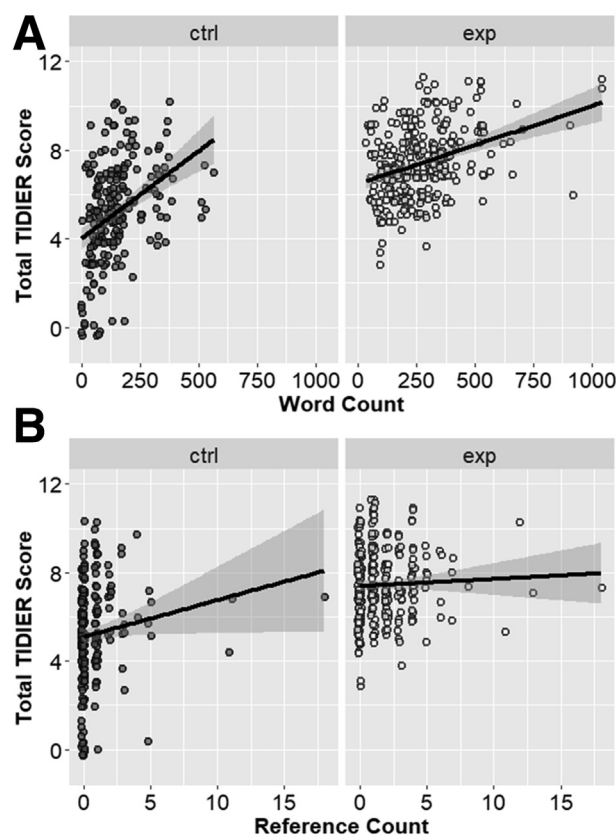 A
ctrl exp
12
8
4
0
Total TIDIER Score
0 250 500 750 1000 0 250 500 750 1000
Word Count
B
ctrl exp
12
8
4
0
Total TIDIER Score
0 5 10 15 0 5 10 15
Reference Count